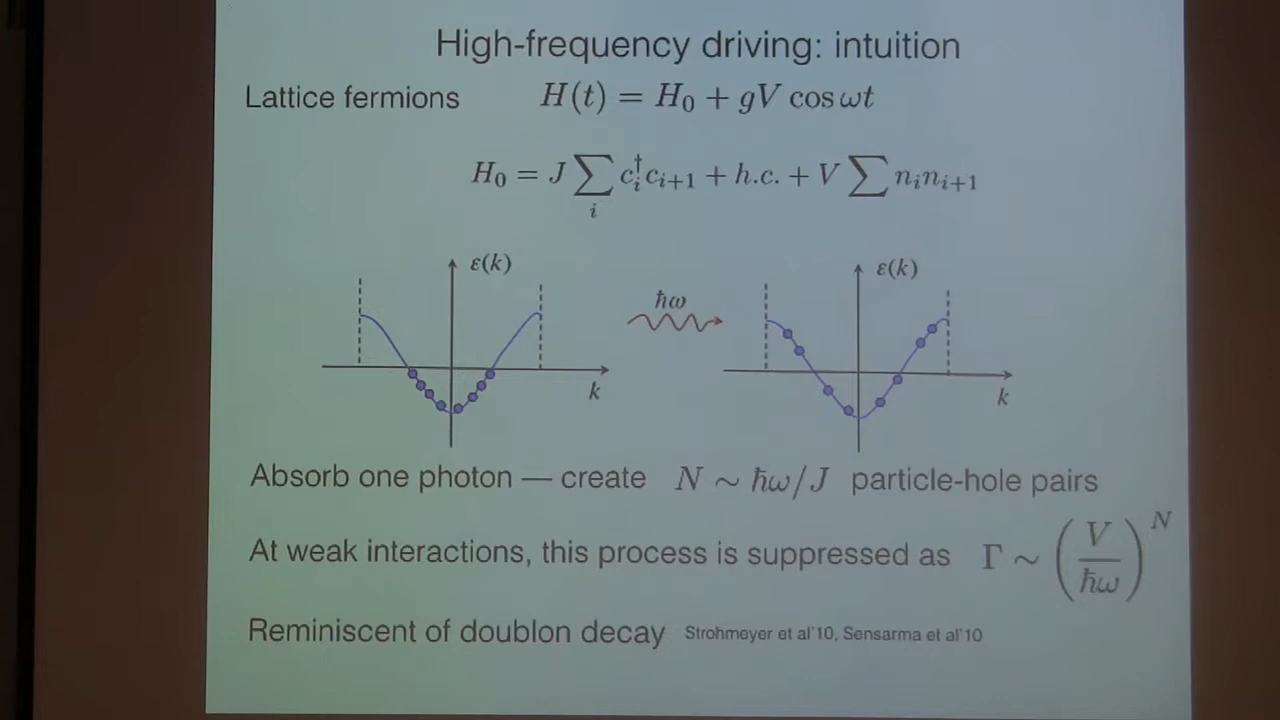 High-frequency driving: intuition
Lattice fermions H(t) = H₀ + gV cos ωt
H₀ = J ∑ᵢ cᵢ†cᵢ₊₁ + h.c. + V ∑ nᵢnᵢ₊₁
ε(k) ħω ε(k)
k k
Absorb one photon — create N ~ ħω/J particle-hole pairs
At weak interactions, this process is suppressed as Γ ~ (V/ħω)^N
Reminiscent of doublon decay Strohmeyer et al'10, Sensarma et al'10